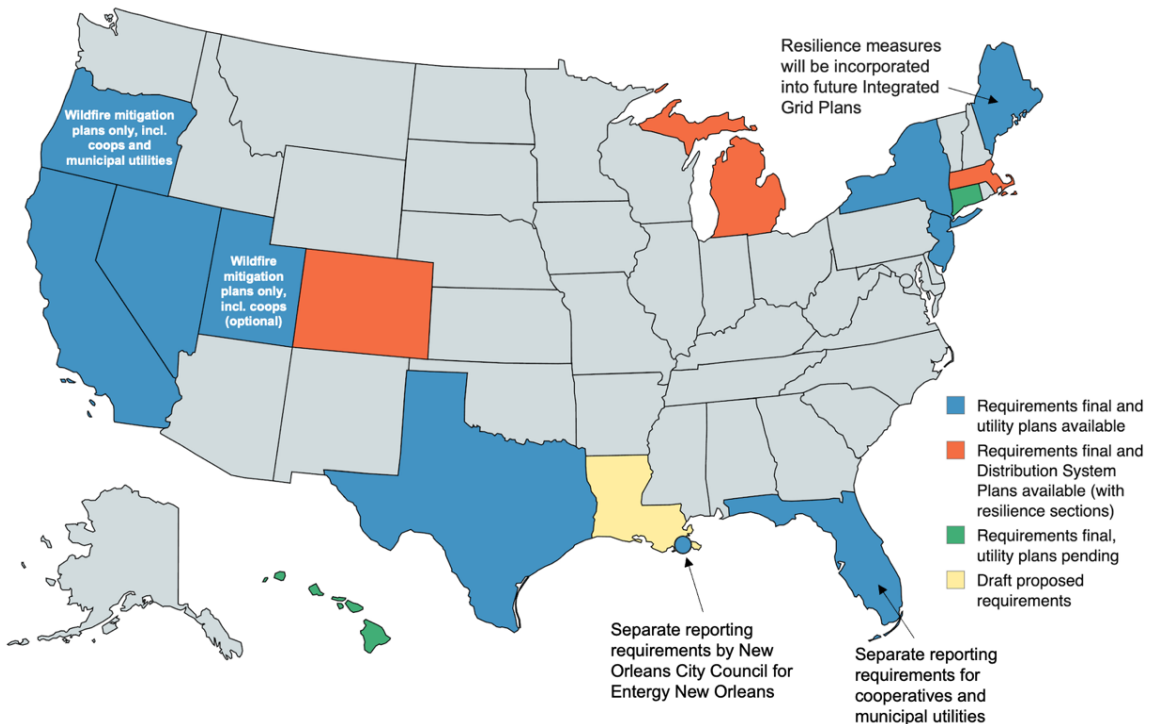 Resilience measures
will be incorporated
into future Integrated
Grid Plans
Wildfire mitigation
plans only, incl.
coops and
municipal utilities
Wildfire
mitigation
plans only,
incl. coops
(optional)
Requirements final and
utility plans available
Requirements final and
Distribution System
Plans available (with
resilience sections)
Requirements final,
utility plans pending
Draft proposed
requirements
Separate reporting
requirements by New
Orleans City Council for
Entergy New Orleans
Separate reporting
requirements for
cooperatives and
municipal utilities